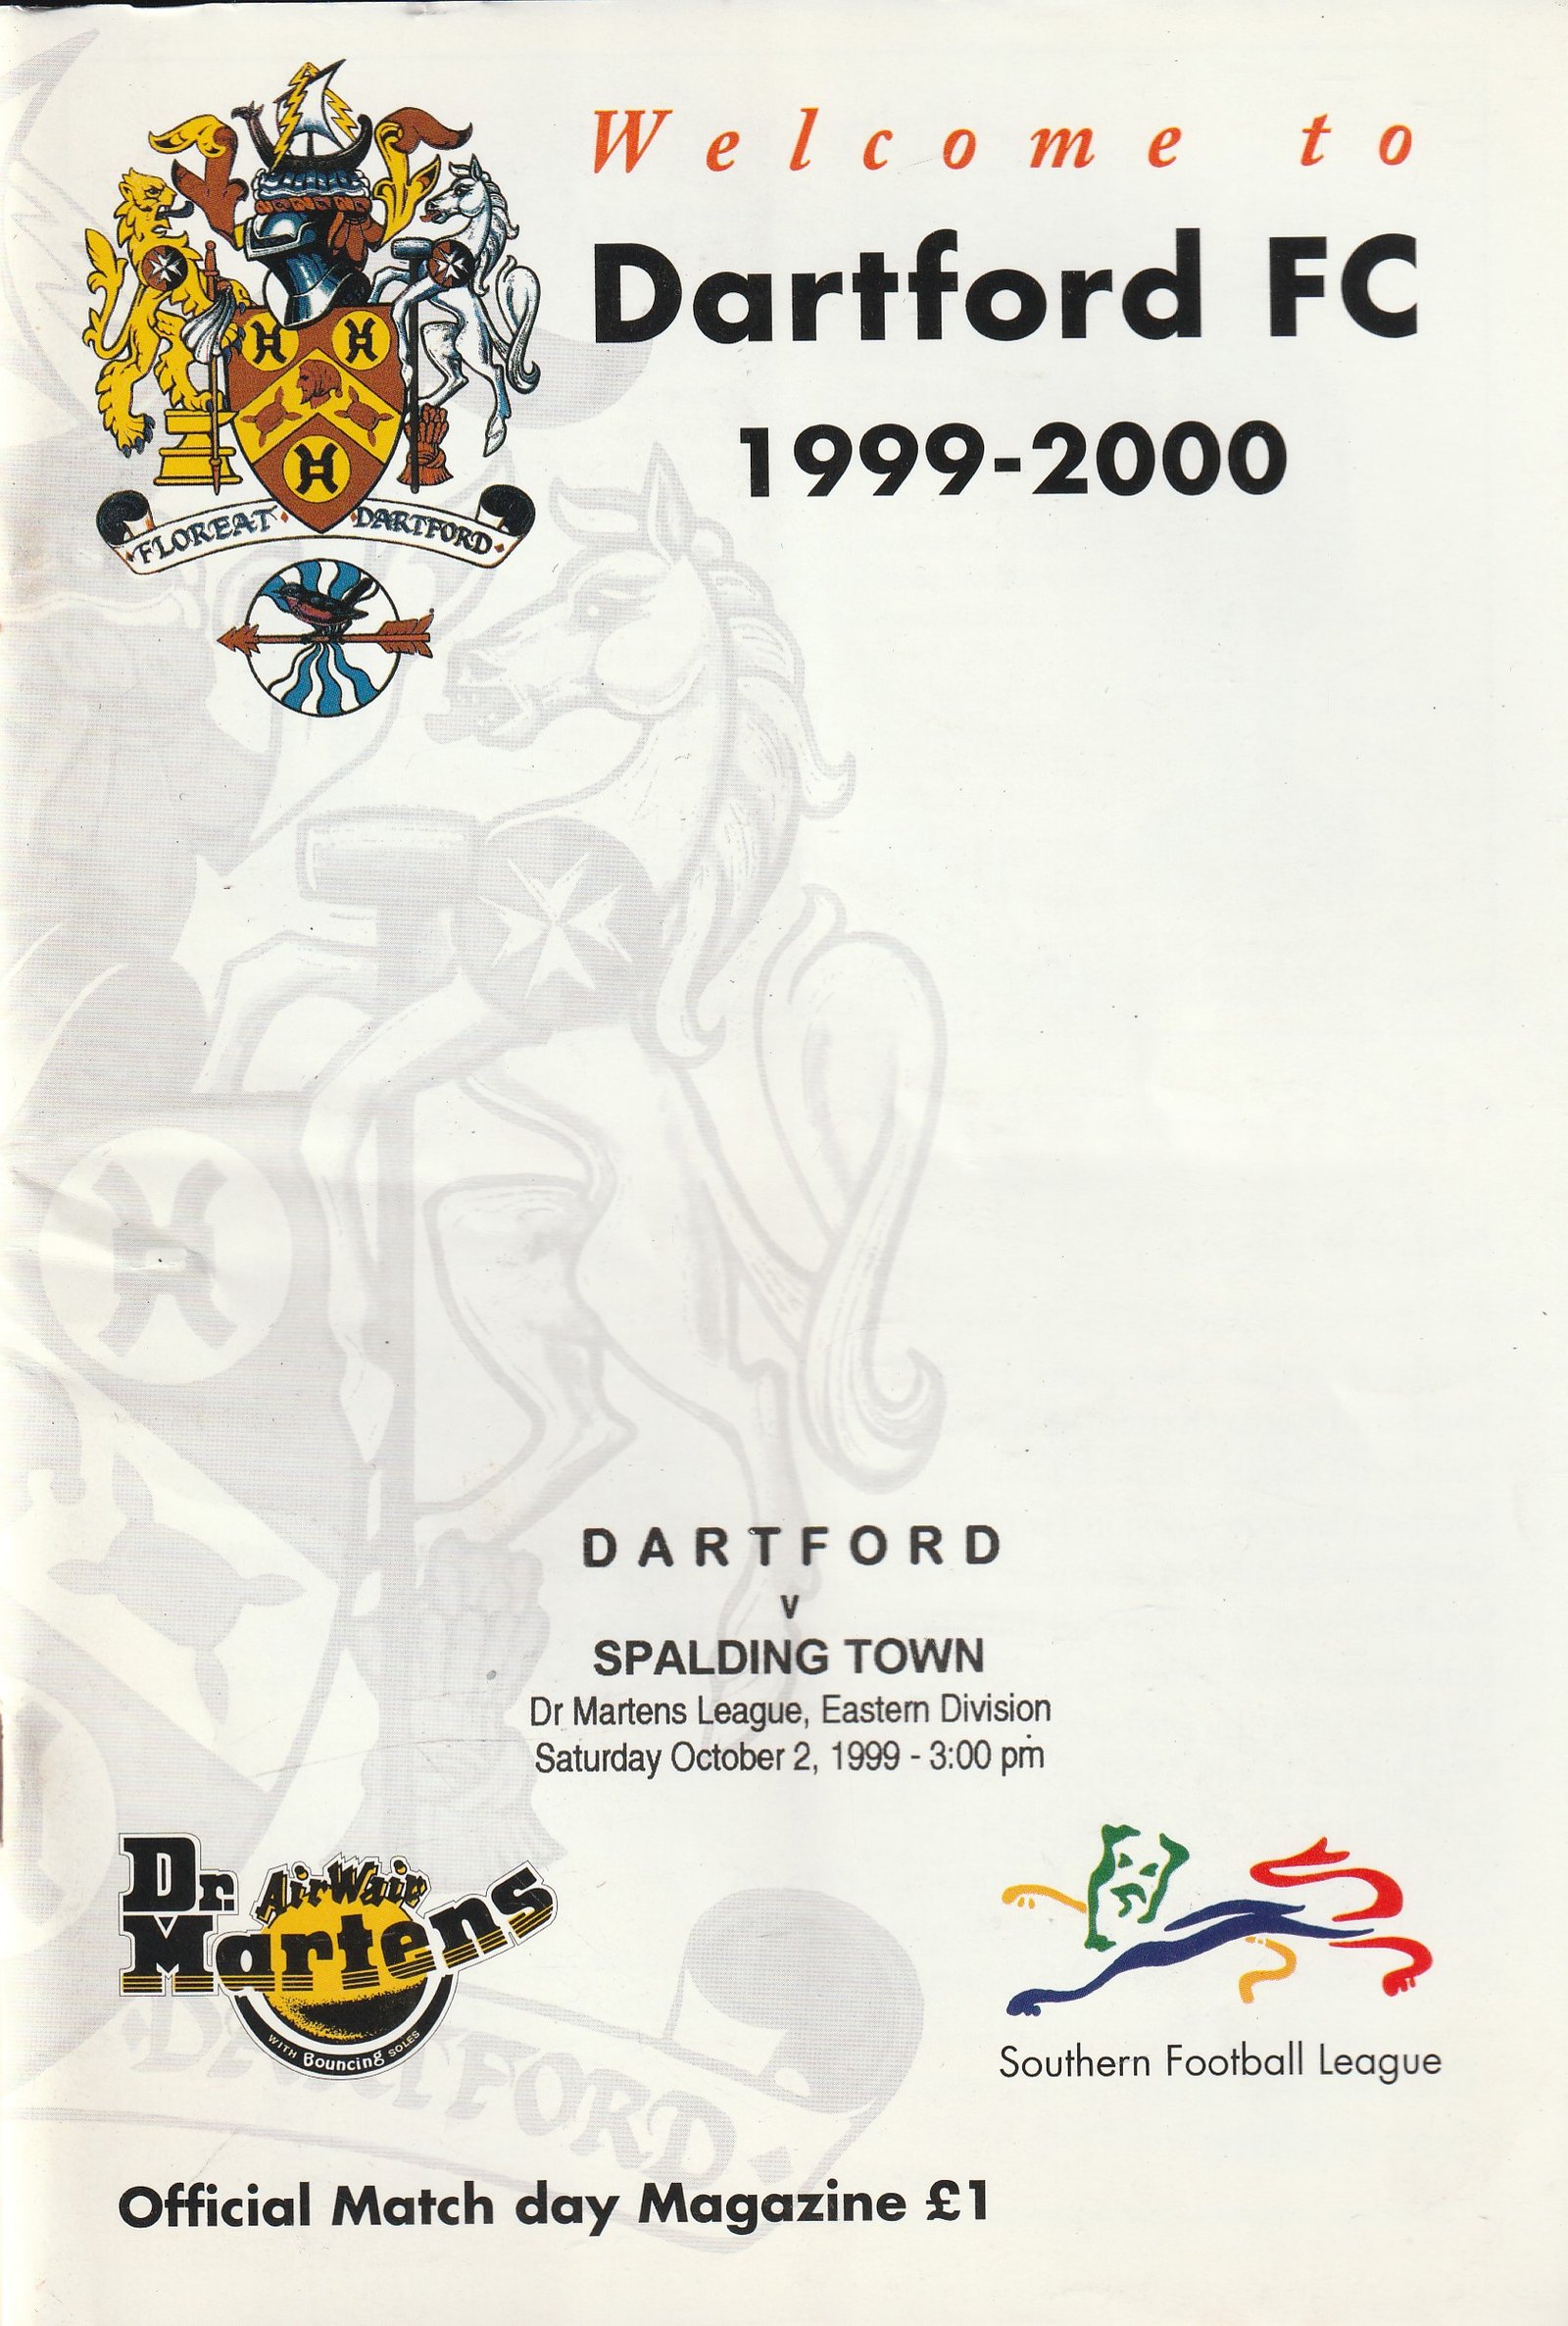 Welcome to
Dartford FC
1999-2000
FLOREAT DARTFORD
DARTFORD
v
SPALDING TOWN
Dr Martens League, Eastern Division
Saturday October 2, 1999 - 3:00 pm
Dr. Martens
AirWair
WITH Bouncing SOLES
Southern Football League
DARTFORD
Official Match day Magazine £1